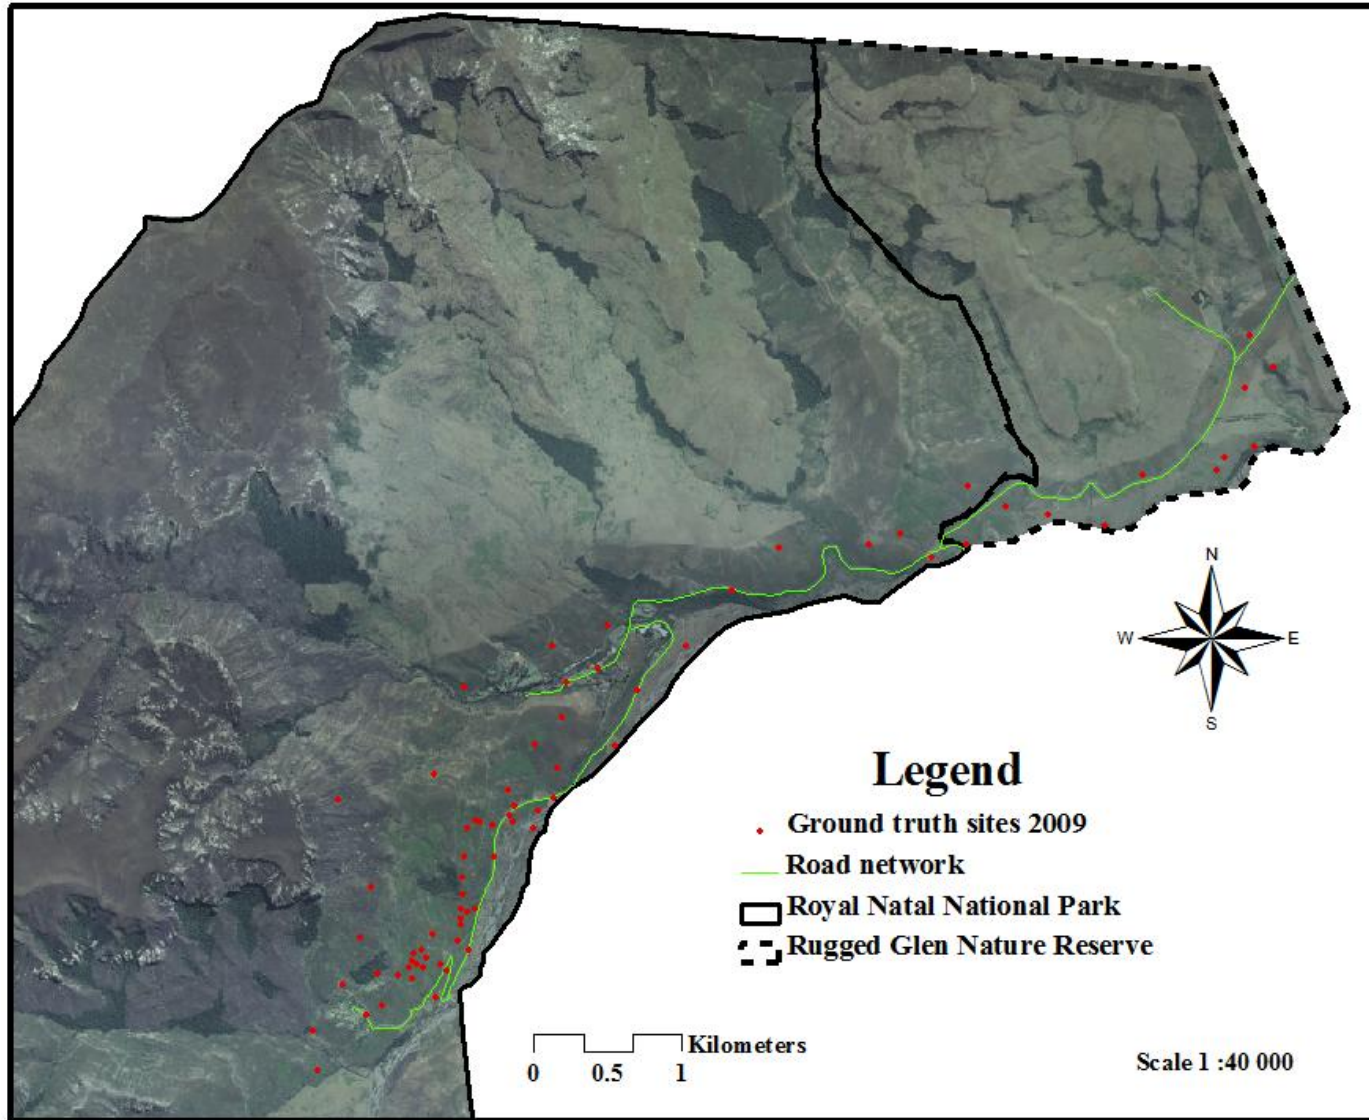 N
W E
S
Legend
Ground truth sites 2009
Road network
Royal Natal National Park
Rugged Glen Nature Reserve
Kilometers
0 0.5 1
Scale 1 :40 000